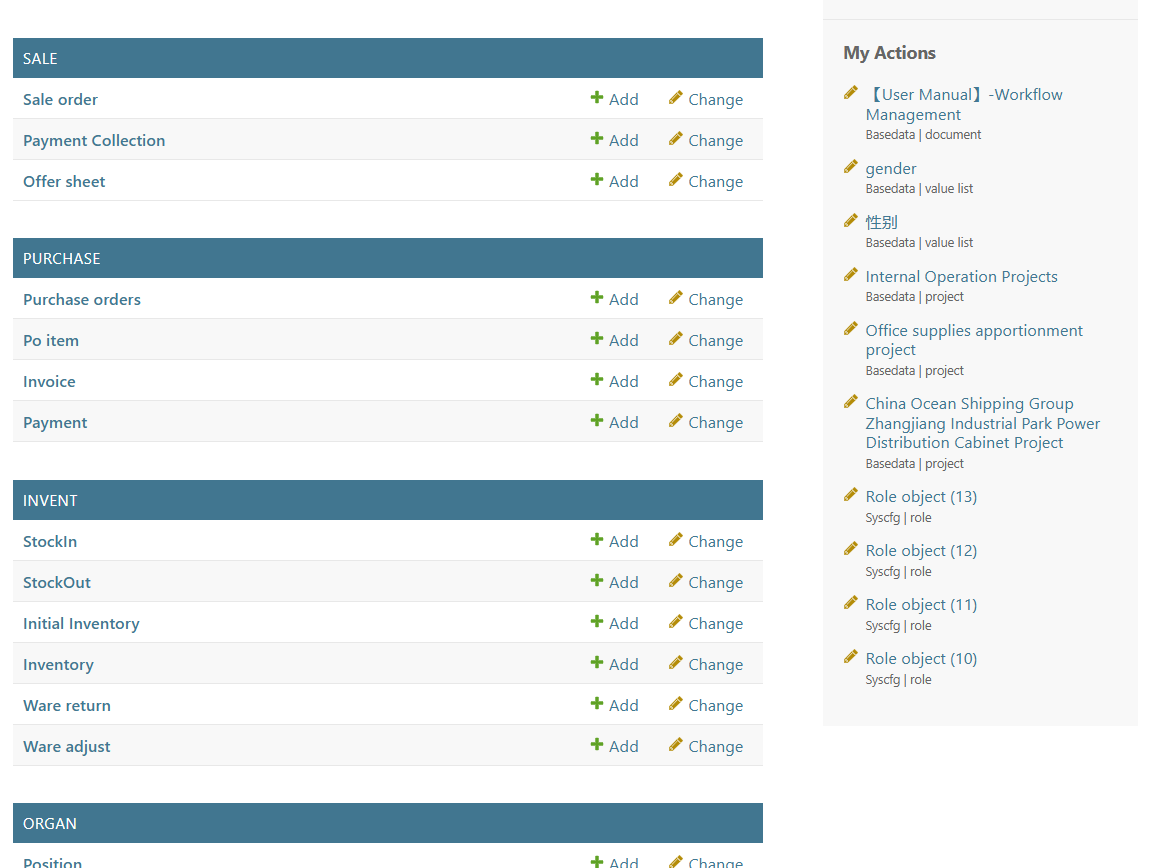 SALE
Sale order Add Change
Payment Collection Add Change
Offer sheet Add Change
PURCHASE
Purchase orders Add Change
Po item Add Change
Invoice Add Change
Payment Add Change
INVENT
StockIn Add Change
StockOut Add Change
Initial Inventory Add Change
Inventory Add Change
Ware return Add Change
Ware adjust Add Change
ORGAN
Position Add Change
My Actions
【User Manual】-Workflow
Management
Basedata | document
gender
Basedata | value list
性别
Basedata | value list
Internal Operation Projects
Basedata | project
Office supplies apportionment
project
Basedata | project
China Ocean Shipping Group
Zhangjiang Industrial Park Power
Distribution Cabinet Project
Basedata | project
Role object (13)
Syscfg | role
Role object (12)
Syscfg | role
Role object (11)
Syscfg | role
Role object (10)
Syscfg | role